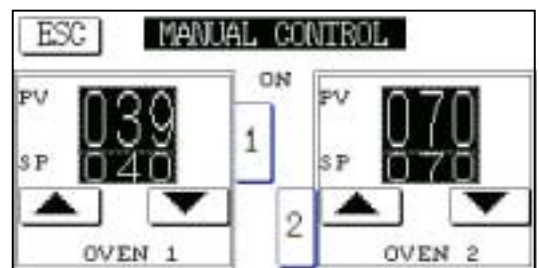 ESC MANUAL CONTROL
ON
PV 039 PV 070
1
SP 040 SP 070
2
OVEN 1 OVEN 2